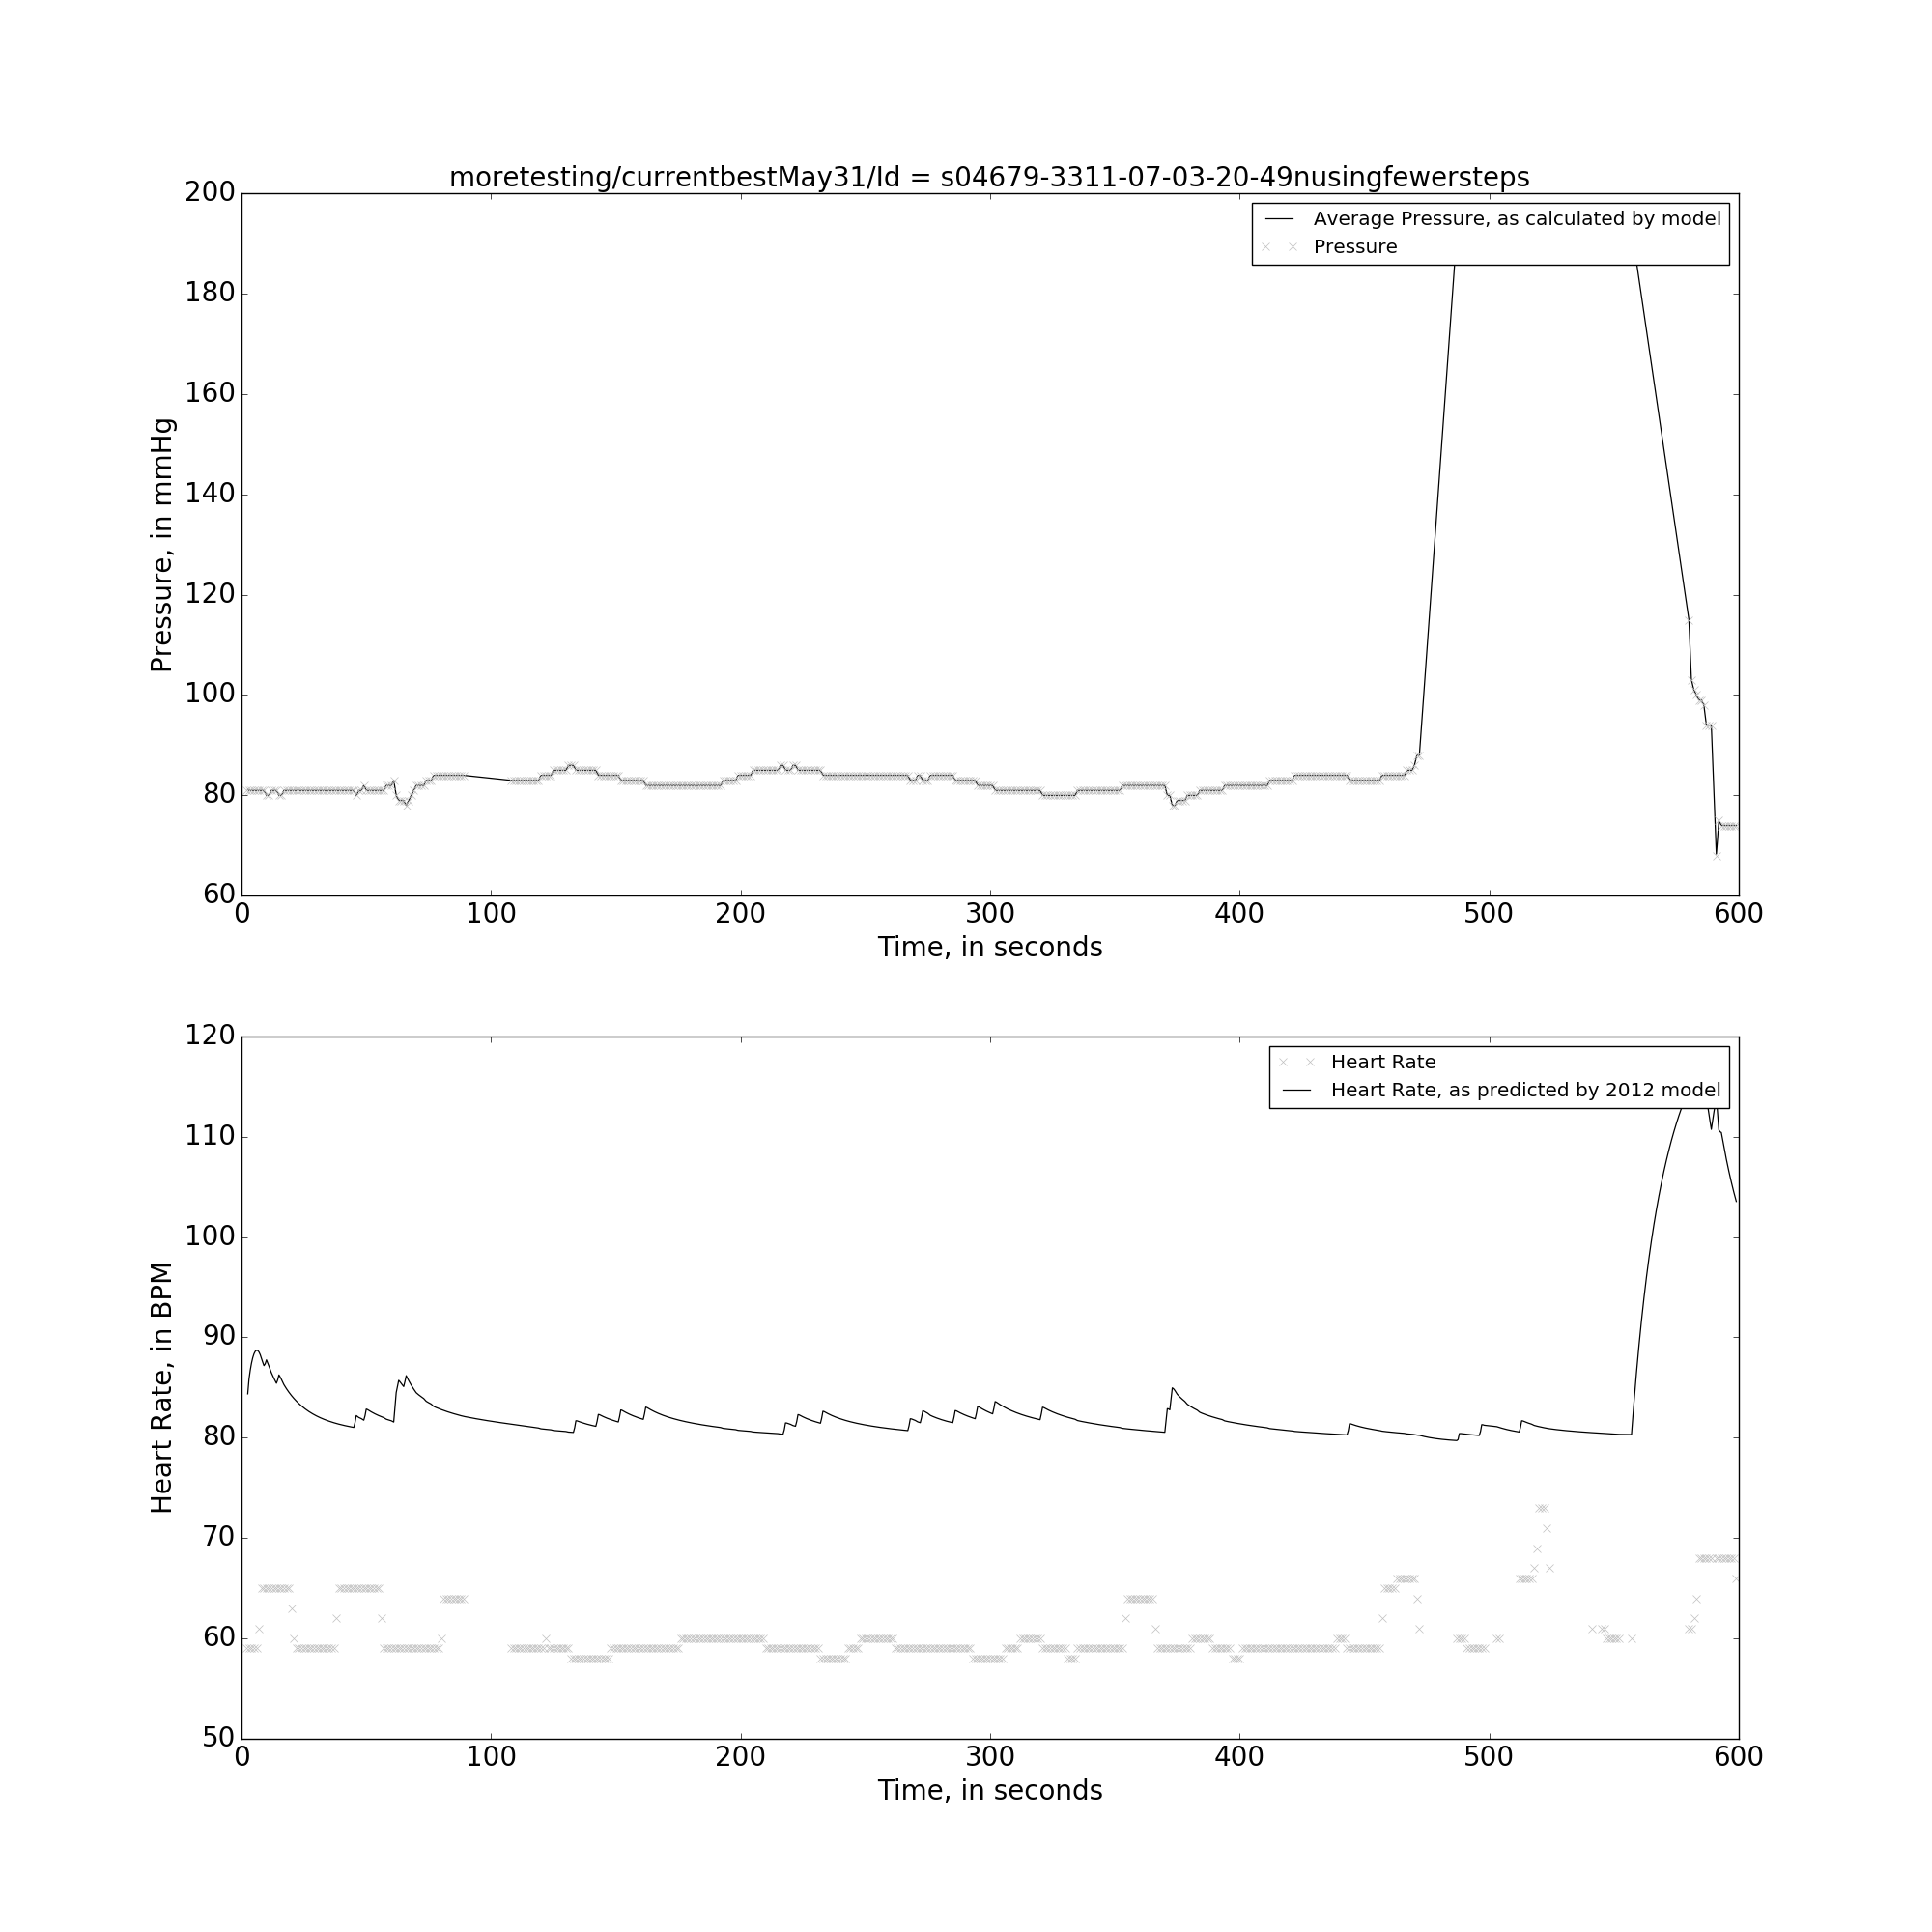 moretesting/currentbestMay31/Id = s04679-3311-07-03-20-49nusingfewersteps
200
180
160
140
120
100
80
60
Pressure, in mmHg
Average Pressure, as calculated by model
Pressure
0 100 200 300 400 500 600
Time, in seconds
120
110
100
90
80
70
60
50
Heart Rate, in BPM
Heart Rate
Heart Rate, as predicted by 2012 model
0 100 200 300 400 500 600
Time, in seconds